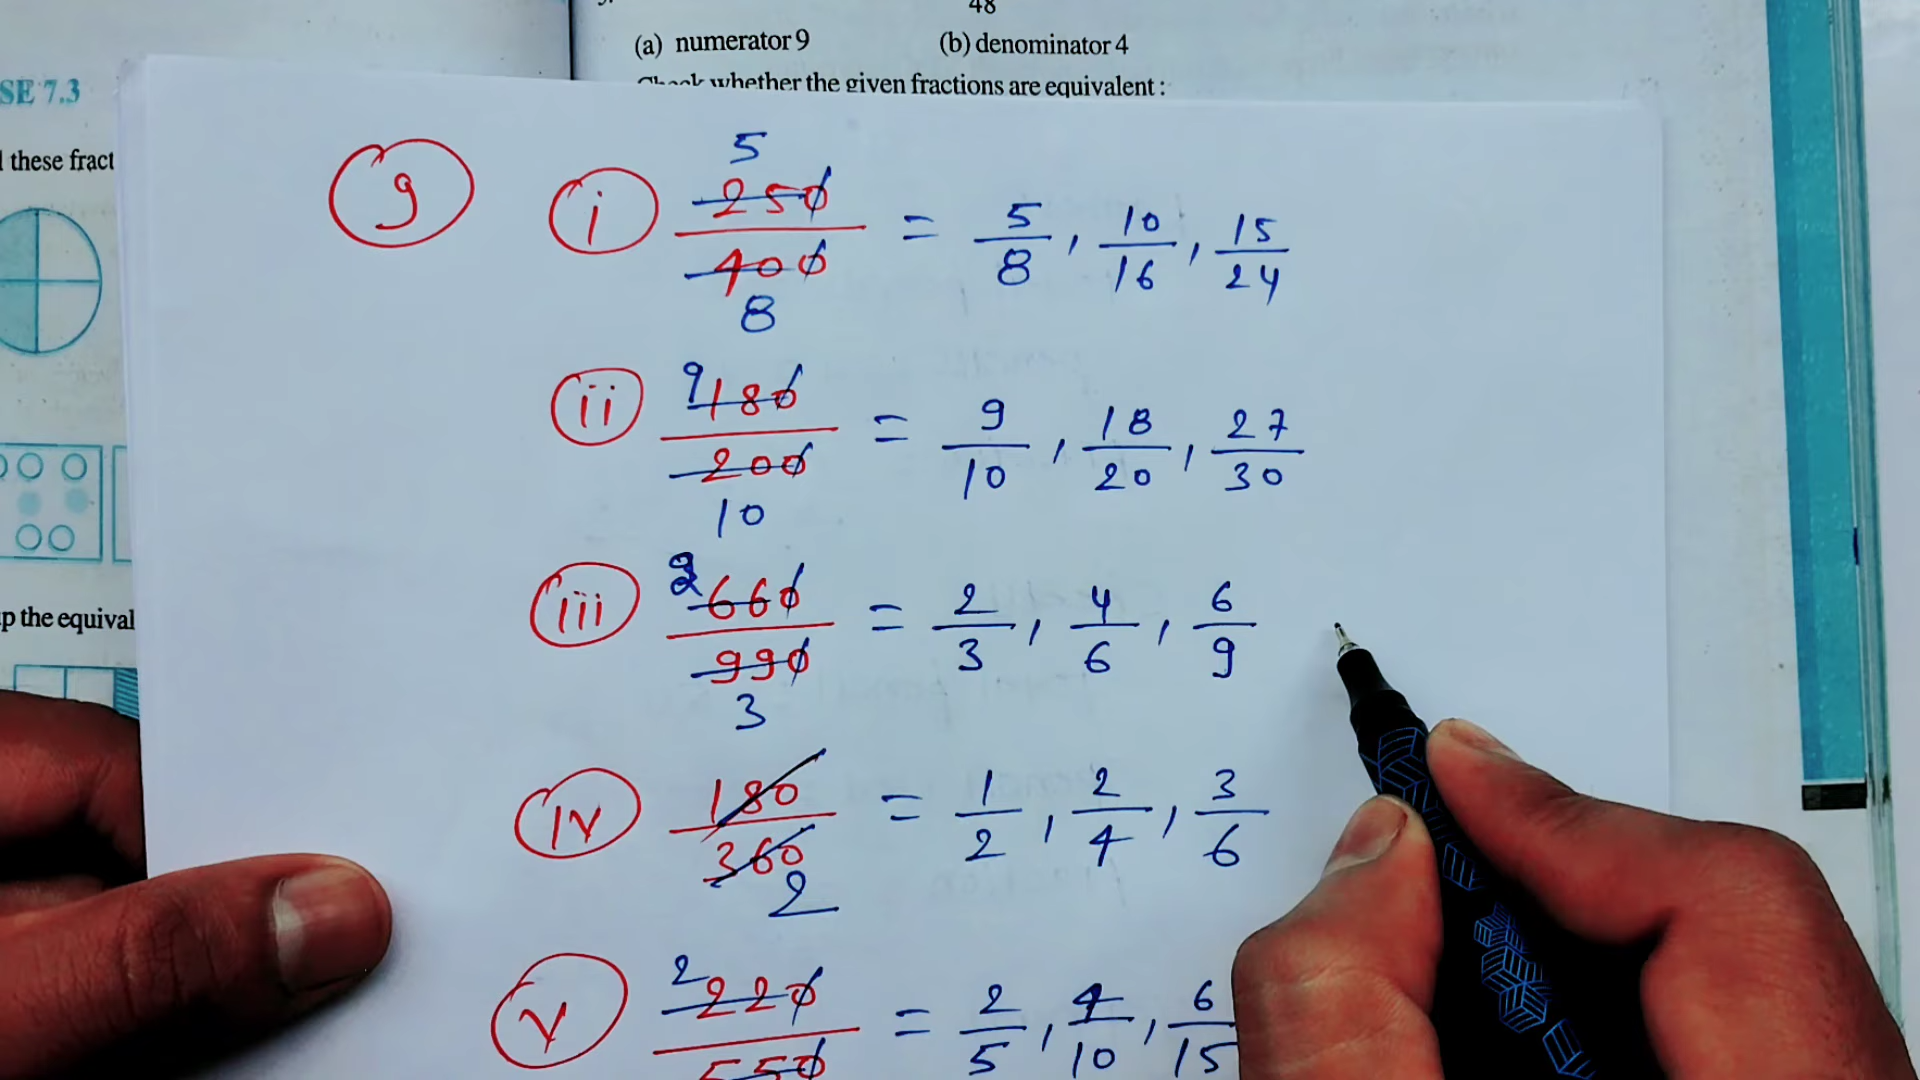 48
(a) numerator 9 (b) denominator 4
Check whether the given fractions are equivalent :
SE 7.3
these fract
p the equival
9
i 5 250/400 8 = 5/8, 10/16, 15/24
ii 9 180/200 10 = 9/10, 18/20, 27/30
iii 2 660/990 3 = 2/3, 4/6, 6/9
iv 180/360 2 = 1/2, 2/4, 3/6
v 2 220/550 = 2/5, 4/10, 6/15